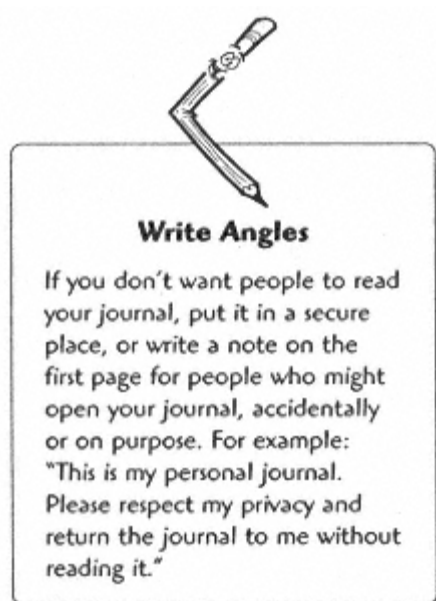 Write Angles
If you don't want people to read
your journal, put it in a secure
place, or write a note on the
first page for people who might
open your journal, accidentally
or on purpose. For example:
"This is my personal journal.
Please respect my privacy and
return the journal to me without
reading it."